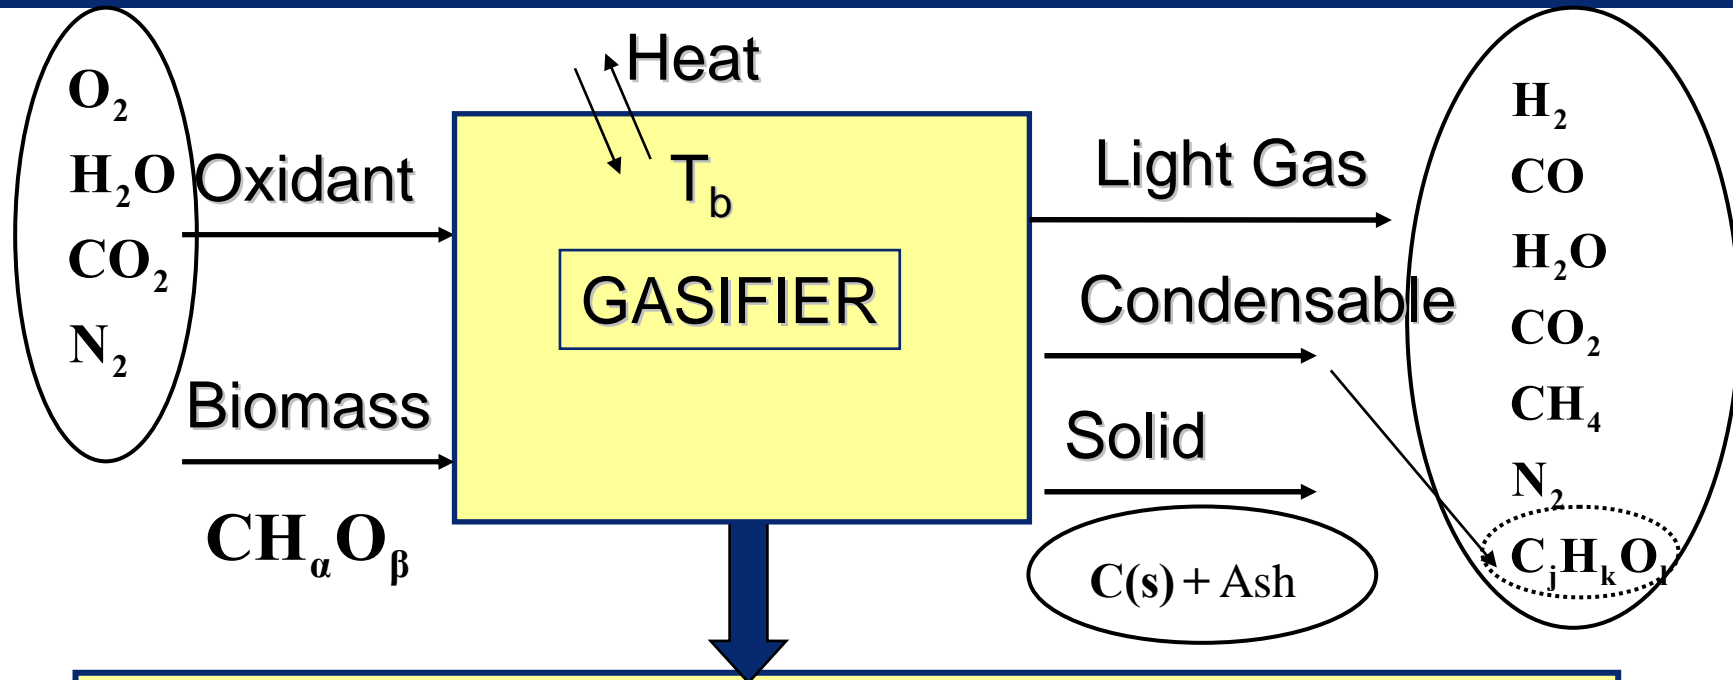 O₂
H₂O
CO₂
N₂
Oxidant
Biomass
CHαOβ
Heat
T_b
GASIFIER
Light Gas
Condensable
Solid
C(s) + Ash
H₂
CO
H₂O
CO₂
CH₄
N₂
CⱼHₖOₗ